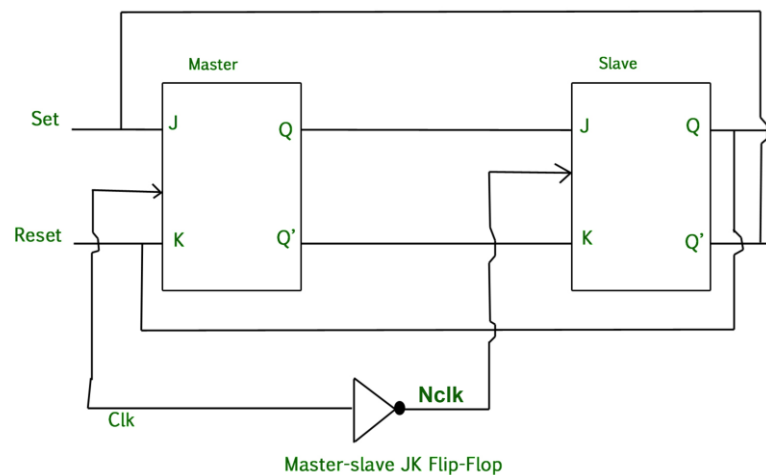 Master
Slave
Set
J
Q
J
Q
Reset
K
Q'
K
Q'
Clk
Nclk
Master-slave JK Flip-Flop